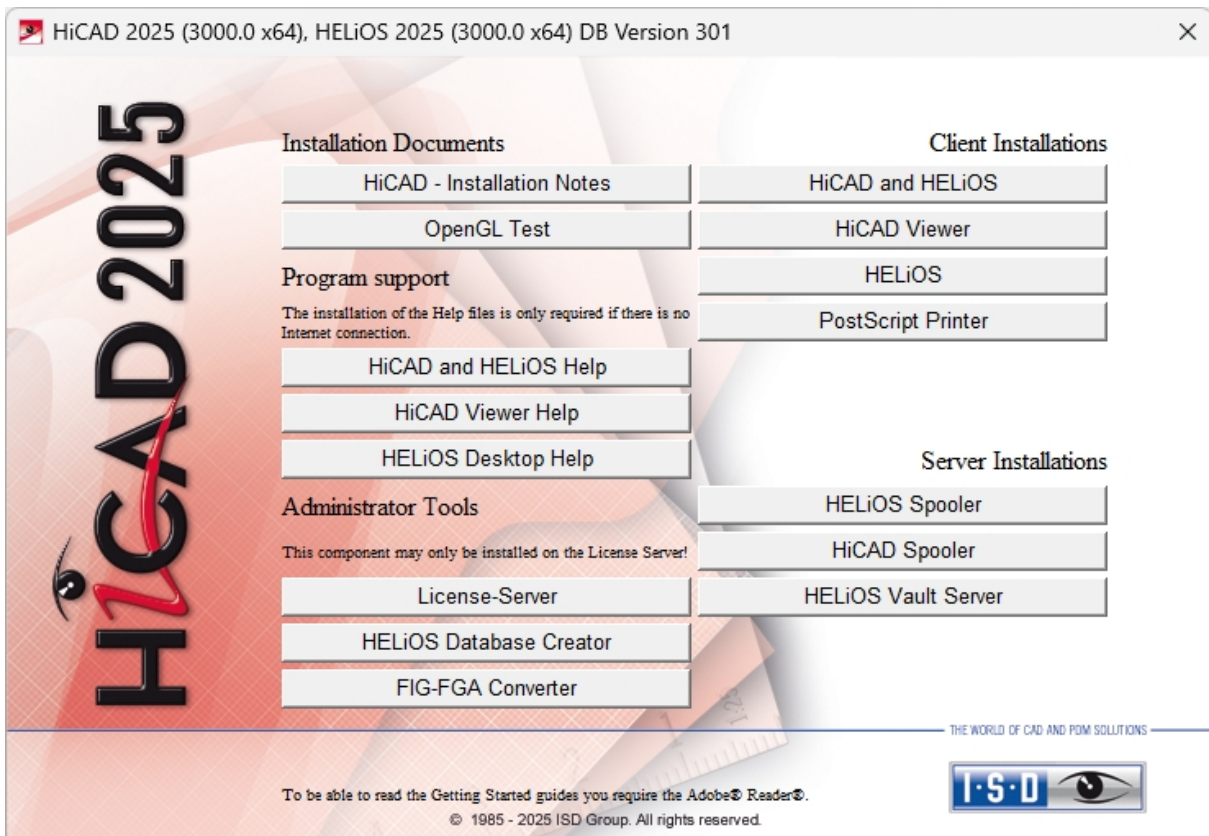 HiCAD 2025 (3000.0 x64), HELiOS 2025 (3000.0 x64) DB Version 301
HiCAD 2025
Installation Documents
HiCAD - Installation Notes
OpenGL Test
Program support
The installation of the Help files is only required if there is no
Internet connection.
HiCAD and HELiOS Help
HiCAD Viewer Help
HELiOS Desktop Help
Administrator Tools
This component may only be installed on the License Server!
License-Server
HELiOS Database Creator
FIG-FGA Converter
Client Installations
HiCAD and HELiOS
HiCAD Viewer
HELiOS
PostScript Printer
Server Installations
HELiOS Spooler
HiCAD Spooler
HELiOS Vault Server
THE WORLD OF CAD AND PDM SOLUTIONS
I·S·D
To be able to read the Getting Started guides you require the Adobe® Reader®.
© 1985 - 2025 ISD Group. All rights reserved.